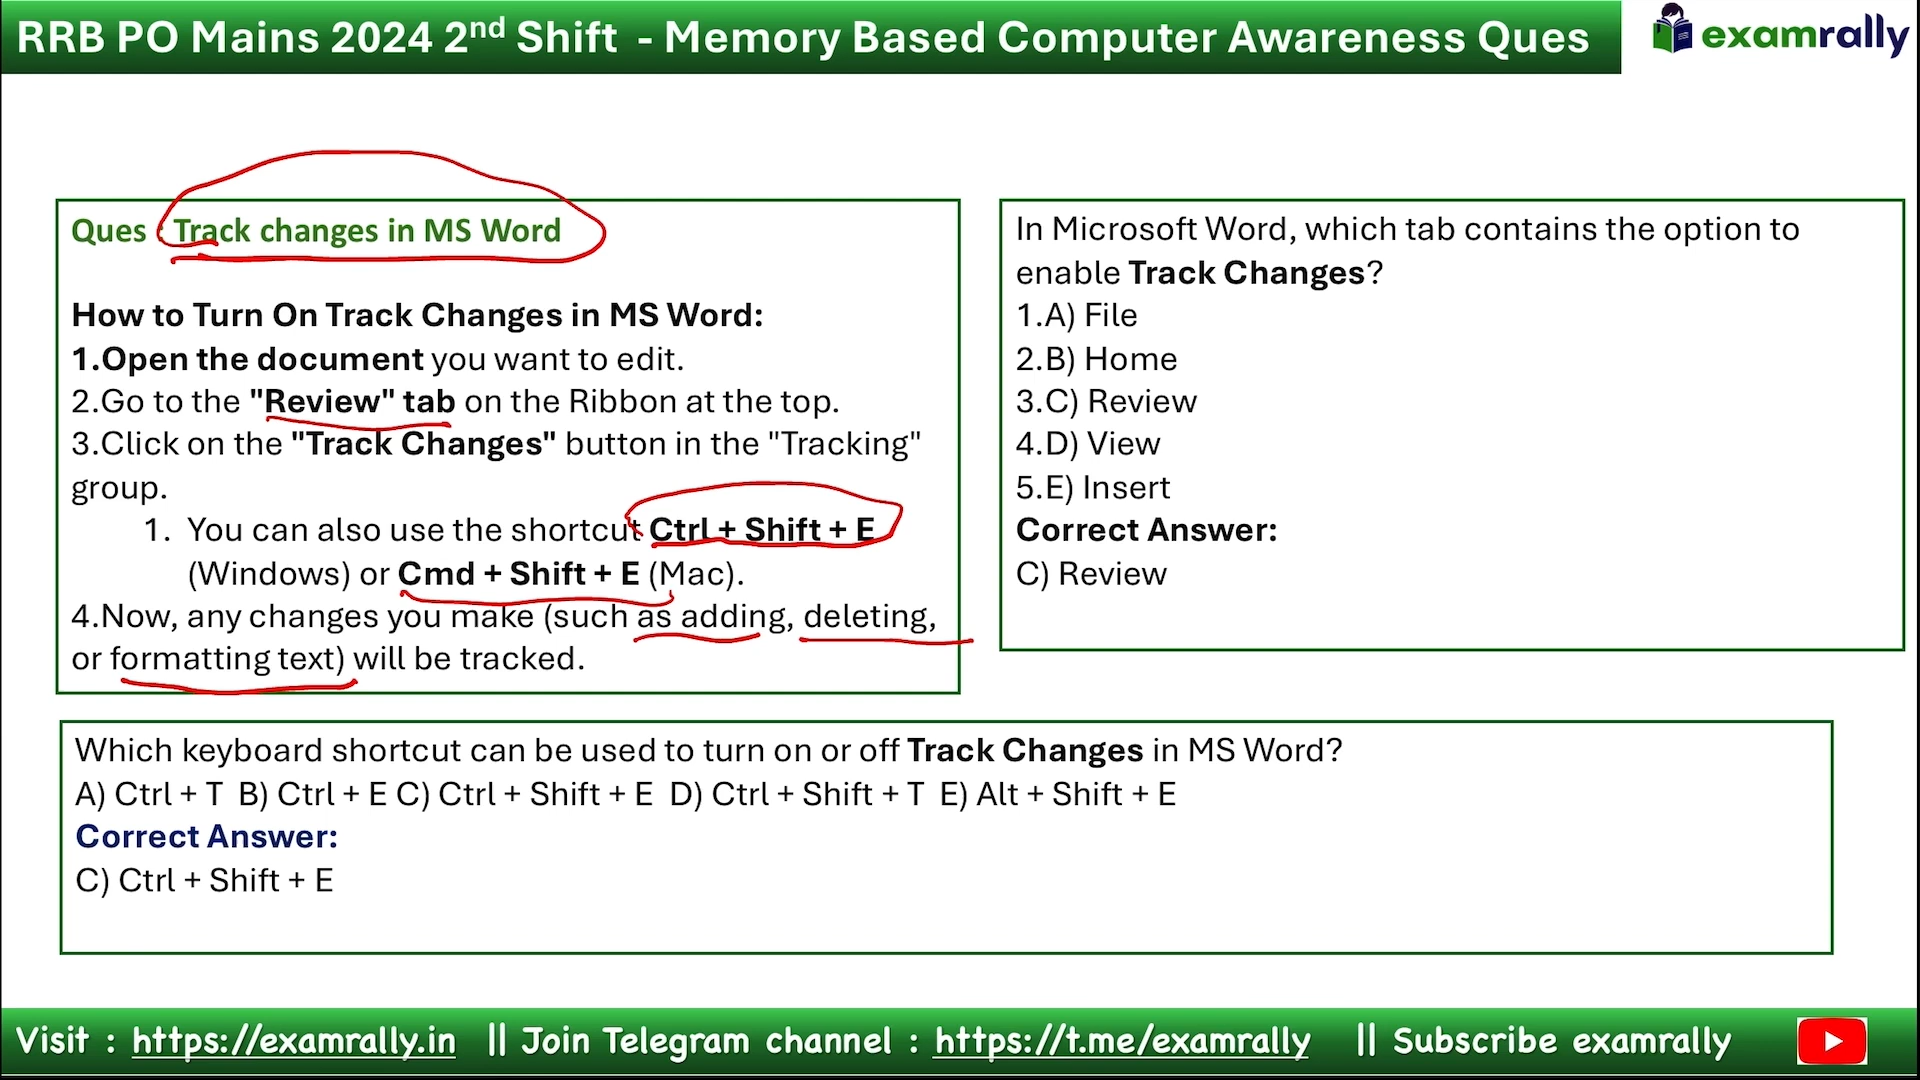 RRB PO Mains 2024 2nd Shift - Memory Based Computer Awareness Ques
examrally
Ques : Track changes in MS Word
How to Turn On Track Changes in MS Word:
1.Open the document you want to edit.
2.Go to the "Review" tab on the Ribbon at the top.
3.Click on the "Track Changes" button in the "Tracking"
group.
1. You can also use the shortcut Ctrl + Shift + E
(Windows) or Cmd + Shift + E (Mac).
4.Now, any changes you make (such as adding, deleting,
or formatting text) will be tracked.
In Microsoft Word, which tab contains the option to
enable Track Changes?
1.A) File
2.B) Home
3.C) Review
4.D) View
5.E) Insert
Correct Answer:
C) Review
Which keyboard shortcut can be used to turn on or off Track Changes in MS Word?
A) Ctrl + T B) Ctrl + E C) Ctrl + Shift + E D) Ctrl + Shift + T E) Alt + Shift + E
Correct Answer:
C) Ctrl + Shift + E
Visit : https://examrally.in || Join Telegram channel : https://t.me/examrally || Subscribe examrally